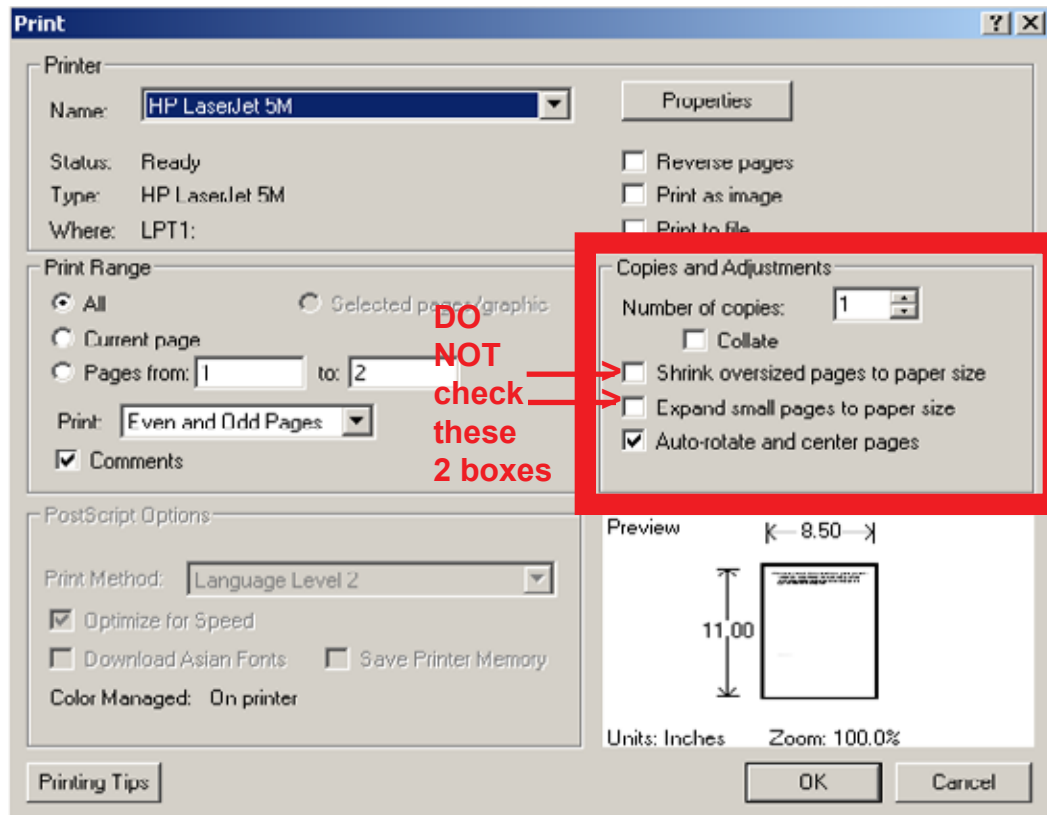 Print
Printer
Name: HP LaserJet 5M
Properties
Status: Ready
Type: HP LaserJet 5M
Where: LPT1:
Reverse pages
Print as image
Print to file
Print Range
All
Selected pages/graphic
Current page
Pages from: 1 to: 2
Print: Even and Odd Pages
Comments
DO
NOT
check
these
2 boxes
Copies and Adjustments
Number of copies: 1
Collate
Shrink oversized pages to paper size
Expand small pages to paper size
Auto-rotate and center pages
PostScript Options
Print Method: Language Level 2
Optimize for Speed
Download Asian Fonts Save Printer Memory
Color Managed: On printer
Preview
8.50
11.00
Units: Inches Zoom: 100.0%
Printing Tips
OK
Cancel